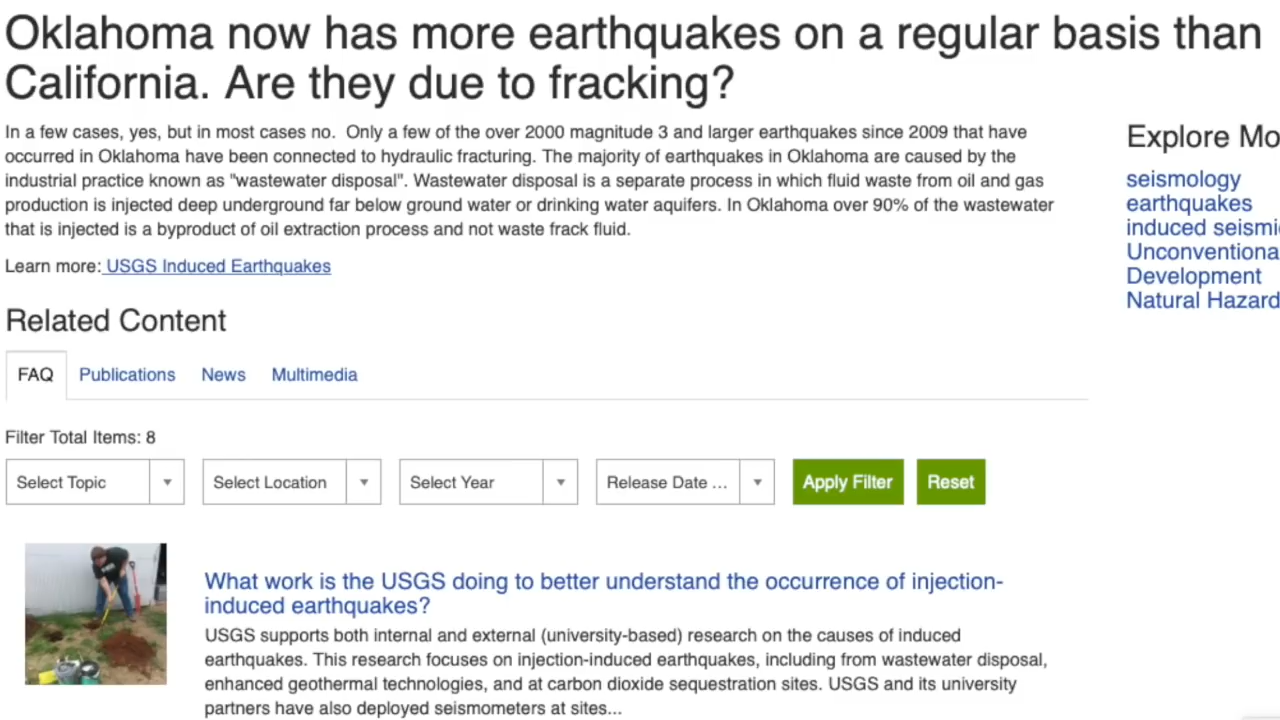 Oklahoma now has more earthquakes on a regular basis than
California. Are they due to fracking?
In a few cases, yes, but in most cases no. Only a few of the over 2000 magnitude 3 and larger earthquakes since 2009 that have
occurred in Oklahoma have been connected to hydraulic fracturing. The majority of earthquakes in Oklahoma are caused by the
industrial practice known as "wastewater disposal". Wastewater disposal is a separate process in which fluid waste from oil and gas
production is injected deep underground far below ground water or drinking water aquifers. In Oklahoma over 90% of the wastewater
that is injected is a byproduct of oil extraction process and not waste frack fluid.
Learn more: USGS Induced Earthquakes
Explore Mo
seismology
earthquakes
induced seismi
Unconventiona
Development
Natural Hazard
Related Content
FAQ Publications News Multimedia
Filter Total Items: 8
Select Topic Select Location Select Year Release Date ... Apply Filter Reset
What work is the USGS doing to better understand the occurrence of injection-
induced earthquakes?
USGS supports both internal and external (university-based) research on the causes of induced
earthquakes. This research focuses on injection-induced earthquakes, including from wastewater disposal,
enhanced geothermal technologies, and at carbon dioxide sequestration sites. USGS and its university
partners have also deployed seismometers at sites...